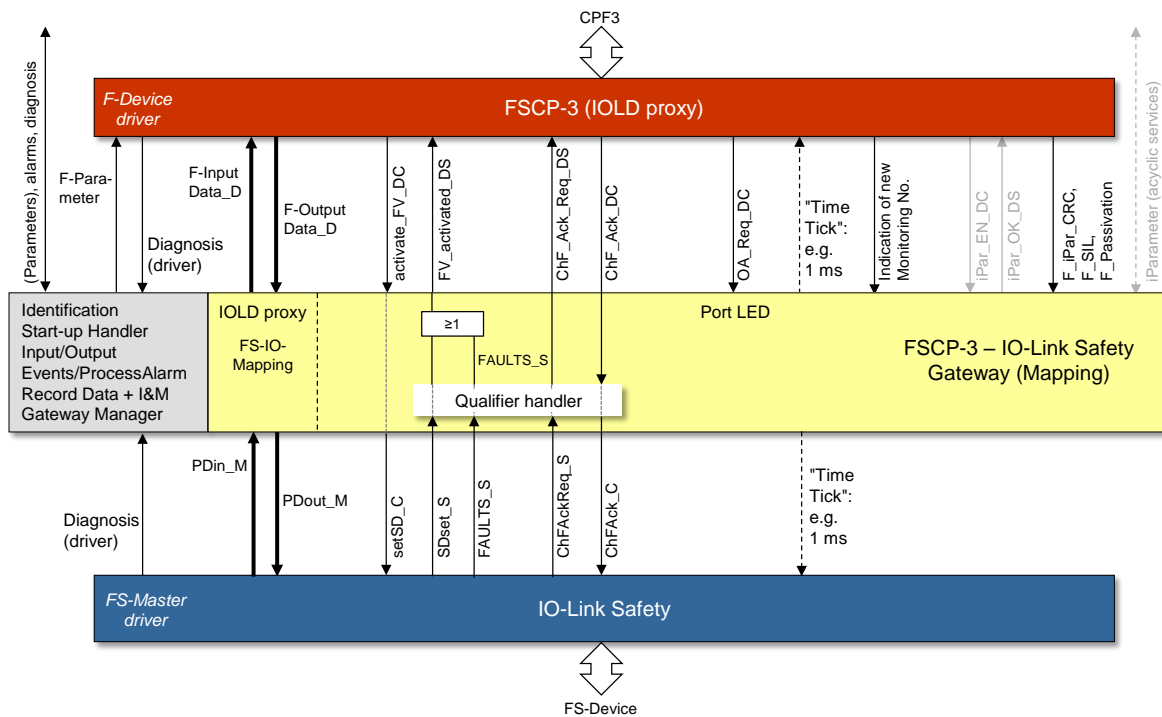 CPF3
F-Device
driver
FSCP-3 (IOLD proxy)
(Parameters), alarms, diagnosis
F-Para-
meter
Diagnosis
(driver)
F-Input
Data_D
F-Output
Data_D
activate_FV_DC
FV_activated_DS
ChF_Ack_Req_DS
ChF_Ack_DC
OA_Req_DC
"Time
Tick":
e.g.
1 ms
Indication of new
Monitoring No.
iPar_EN_DC
iPar_OK_DS
F_iPar_CRC,
F_SIL,
F_Passivation
iParameter (acyclic services)
Identification
Start-up Handler
Input/Output
Events/ProcessAlarm
Record Data + I&M
Gateway Manager
IOLD proxy
FS-IO-
Mapping
≥1
FAULTS_S
Qualifier handler
Port LED
FSCP-3 – IO-Link Safety
Gateway (Mapping)
Diagnosis
(driver)
PDin_M
PDout_M
setSD_C
SDset_S
FAULTS_S
ChFAckReq_S
ChFAck_C
"Time
Tick":
e.g.
1 ms
FS-Master
driver
IO-Link Safety
FS-Device